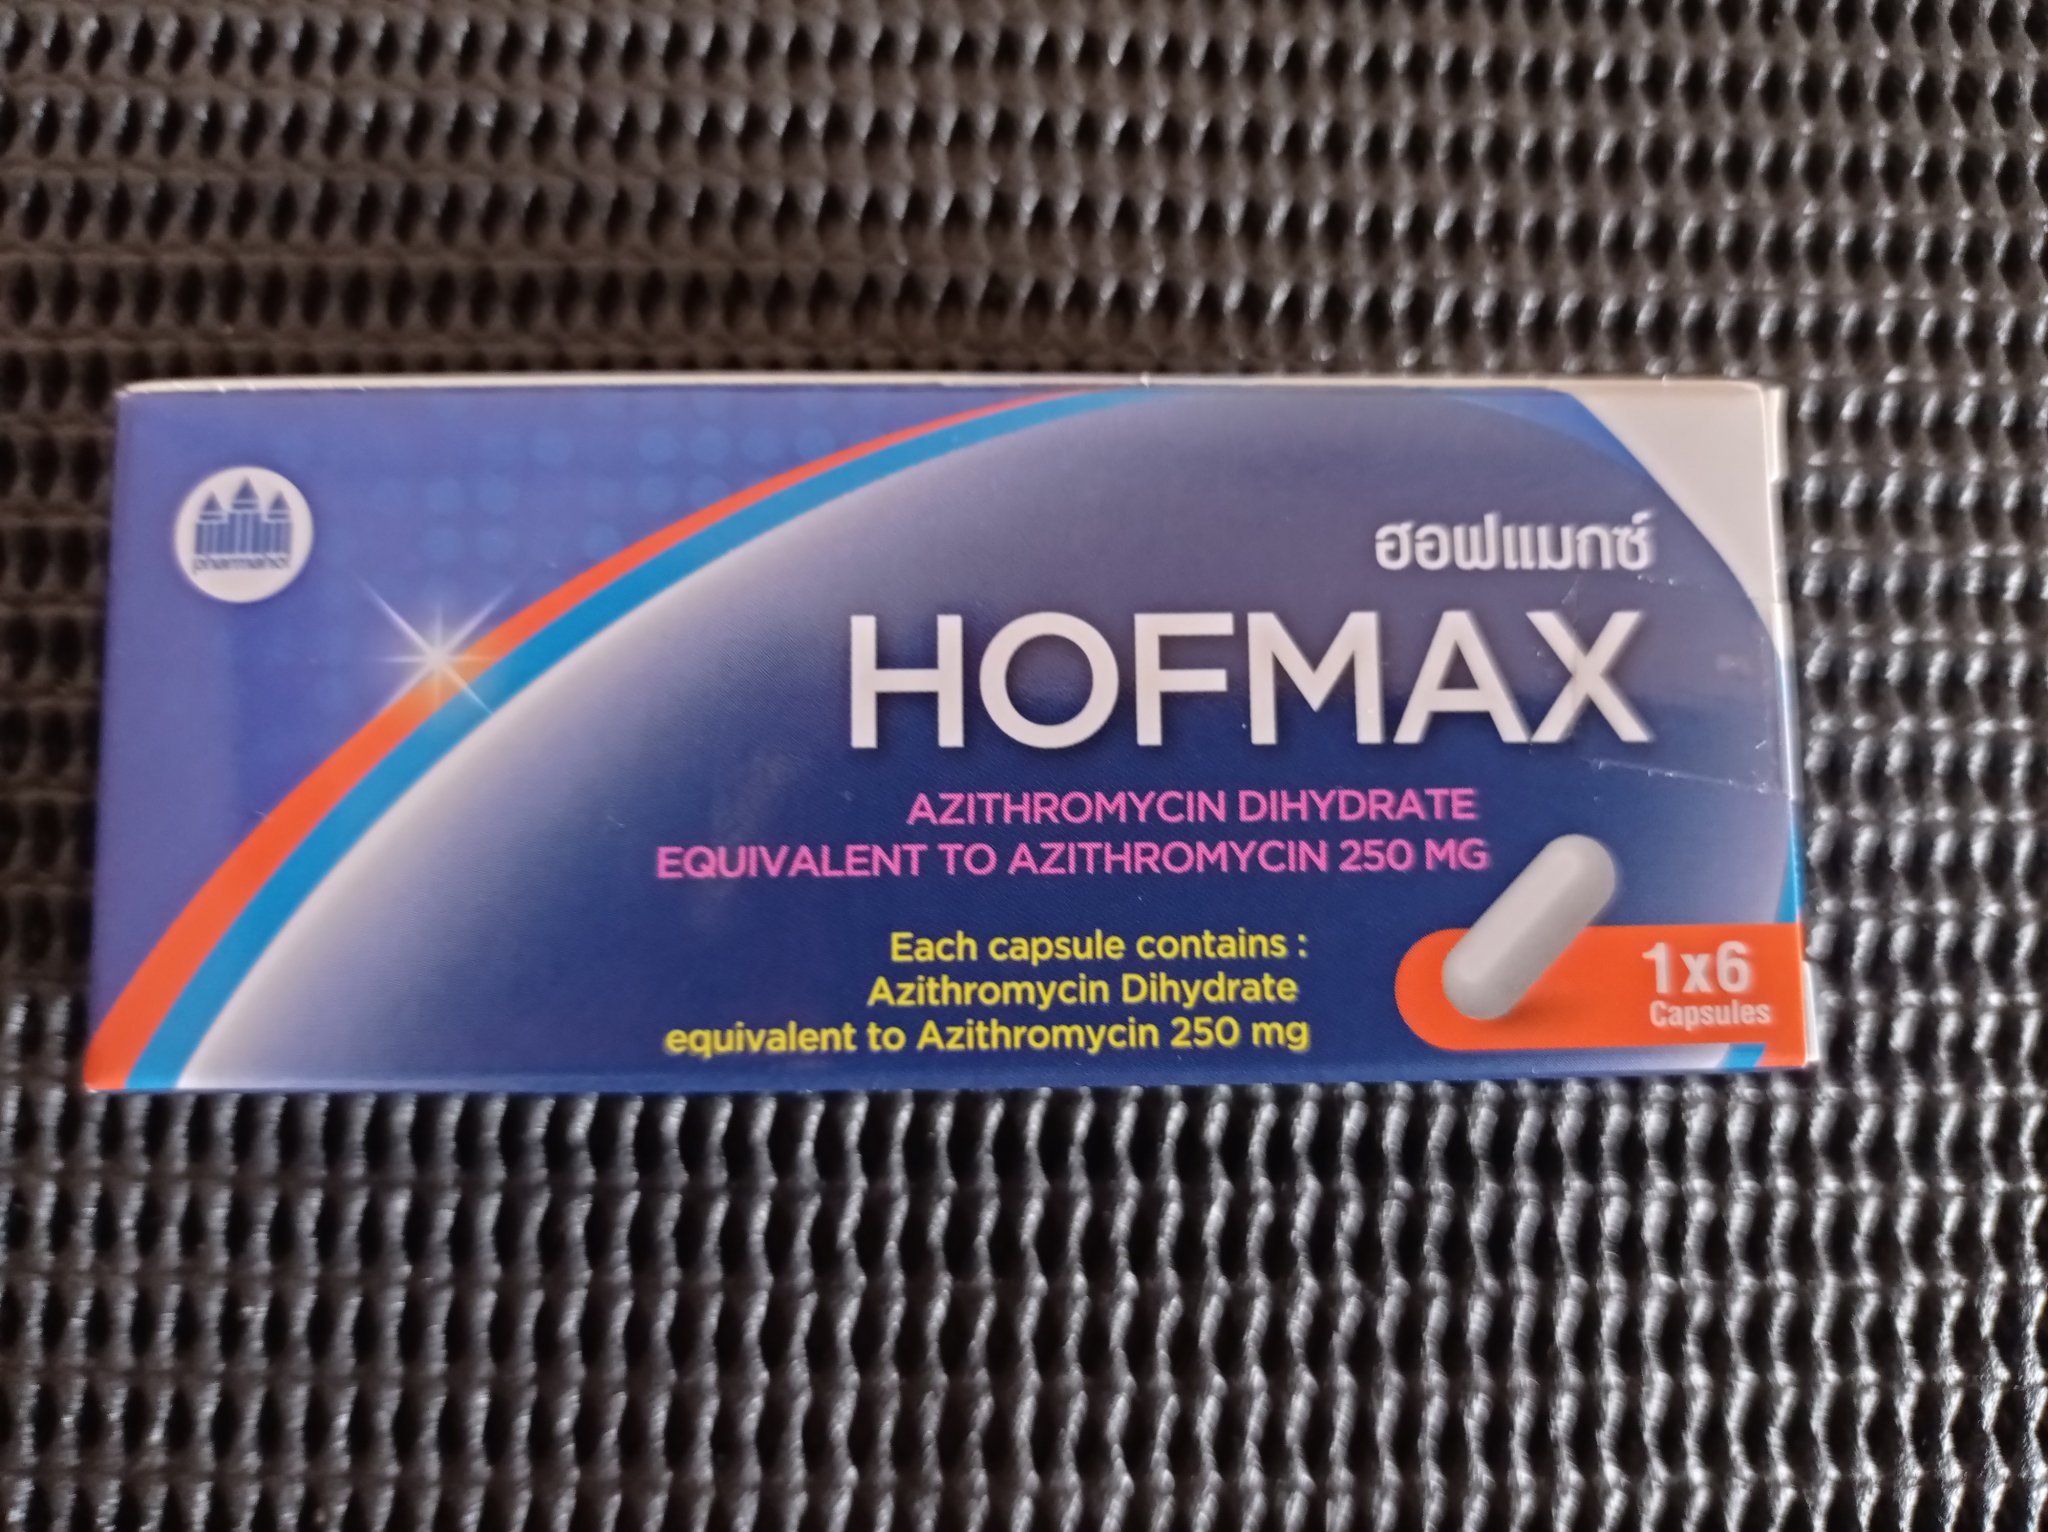 pharmahof
ฮอฟแมกซ์
HOFMAX
AZITHROMYCIN DIHYDRATE
EQUIVALENT TO AZITHROMYCIN 250 MG
Each capsule contains :
Azithromycin Dihydrate
equivalent to Azithromycin 250 mg
1x6
Capsules